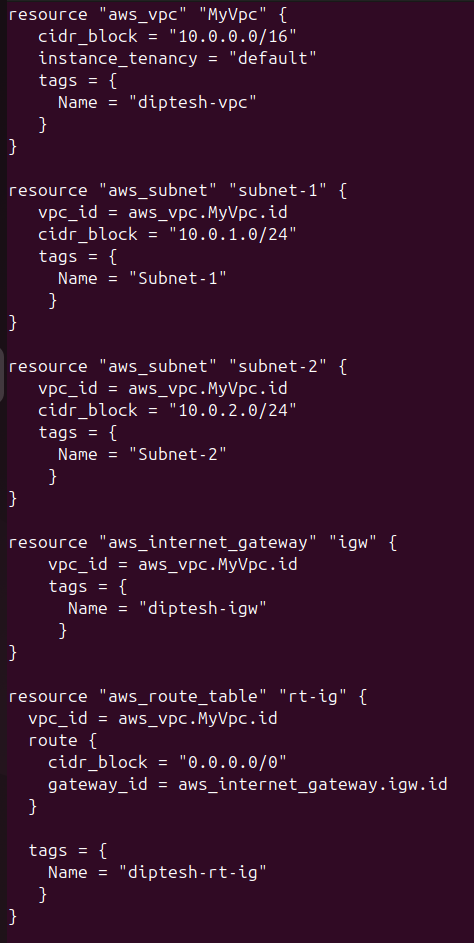 resource "aws_vpc" "MyVpc" {
   cidr_block = "10.0.0.0/16"
   instance_tenancy = "default"
   tags = {
     Name = "diptesh-vpc"
   }
}

resource "aws_subnet" "subnet-1" {
   vpc_id = aws_vpc.MyVpc.id
   cidr_block = "10.0.1.0/24"
   tags = {
     Name = "Subnet-1"
    }
}

resource "aws_subnet" "subnet-2" {
   vpc_id = aws_vpc.MyVpc.id
   cidr_block = "10.0.2.0/24"
   tags = {
     Name = "Subnet-2"
    }
}

resource "aws_internet_gateway" "igw" {
    vpc_id = aws_vpc.MyVpc.id
    tags = {
      Name = "diptesh-igw"
     }
}

resource "aws_route_table" "rt-ig" {
  vpc_id = aws_vpc.MyVpc.id
  route {
    cidr_block = "0.0.0.0/0"
    gateway_id = aws_internet_gateway.igw.id
  }

  tags = {
    Name = "diptesh-rt-ig"
   }
}